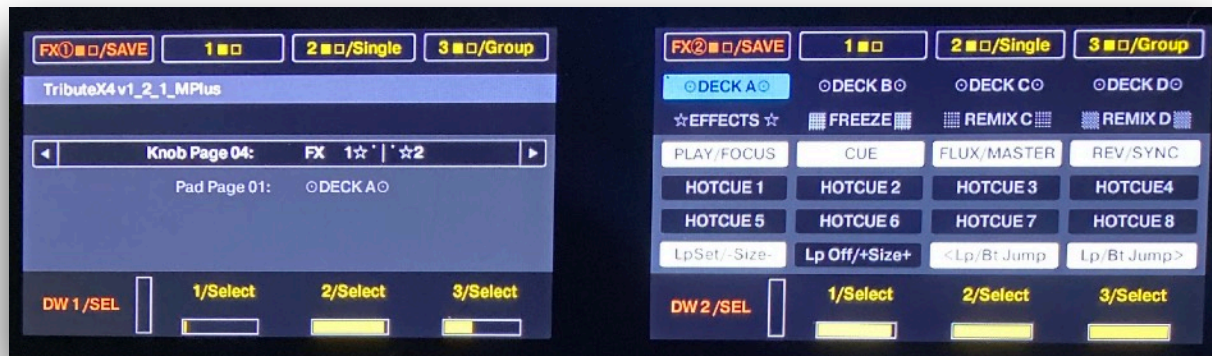 FX①■□/SAVE 1■□ 2■□/Single 3■□/Group
TributeX4v1_2_1_MPlus
◄ Knob Page 04: FX 1☆˙|˙☆2 ►
Pad Page 01: ⊙DECK A⊙
DW 1/SEL 1/Select 2/Select 3/Select
FX②■□/SAVE 1■□ 2■□/Single 3■□/Group
⊙DECK A⊙ ⊙DECK B⊙ ⊙DECK C⊙ ⊙DECK D⊙
☆EFFECTS☆ ▦FREEZE▦ ▦REMIX C▦ ▦REMIX D▦
PLAY/FOCUS CUE FLUX/MASTER REV/SYNC
HOTCUE 1 HOTCUE 2 HOTCUE 3 HOTCUE4
HOTCUE 5 HOTCUE 6 HOTCUE 7 HOTCUE 8
LpSet/-Size- Lp Off/+Size+ <Lp/Bt Jump Lp/Bt Jump>
DW 2/SEL 1/Select 2/Select 3/Select